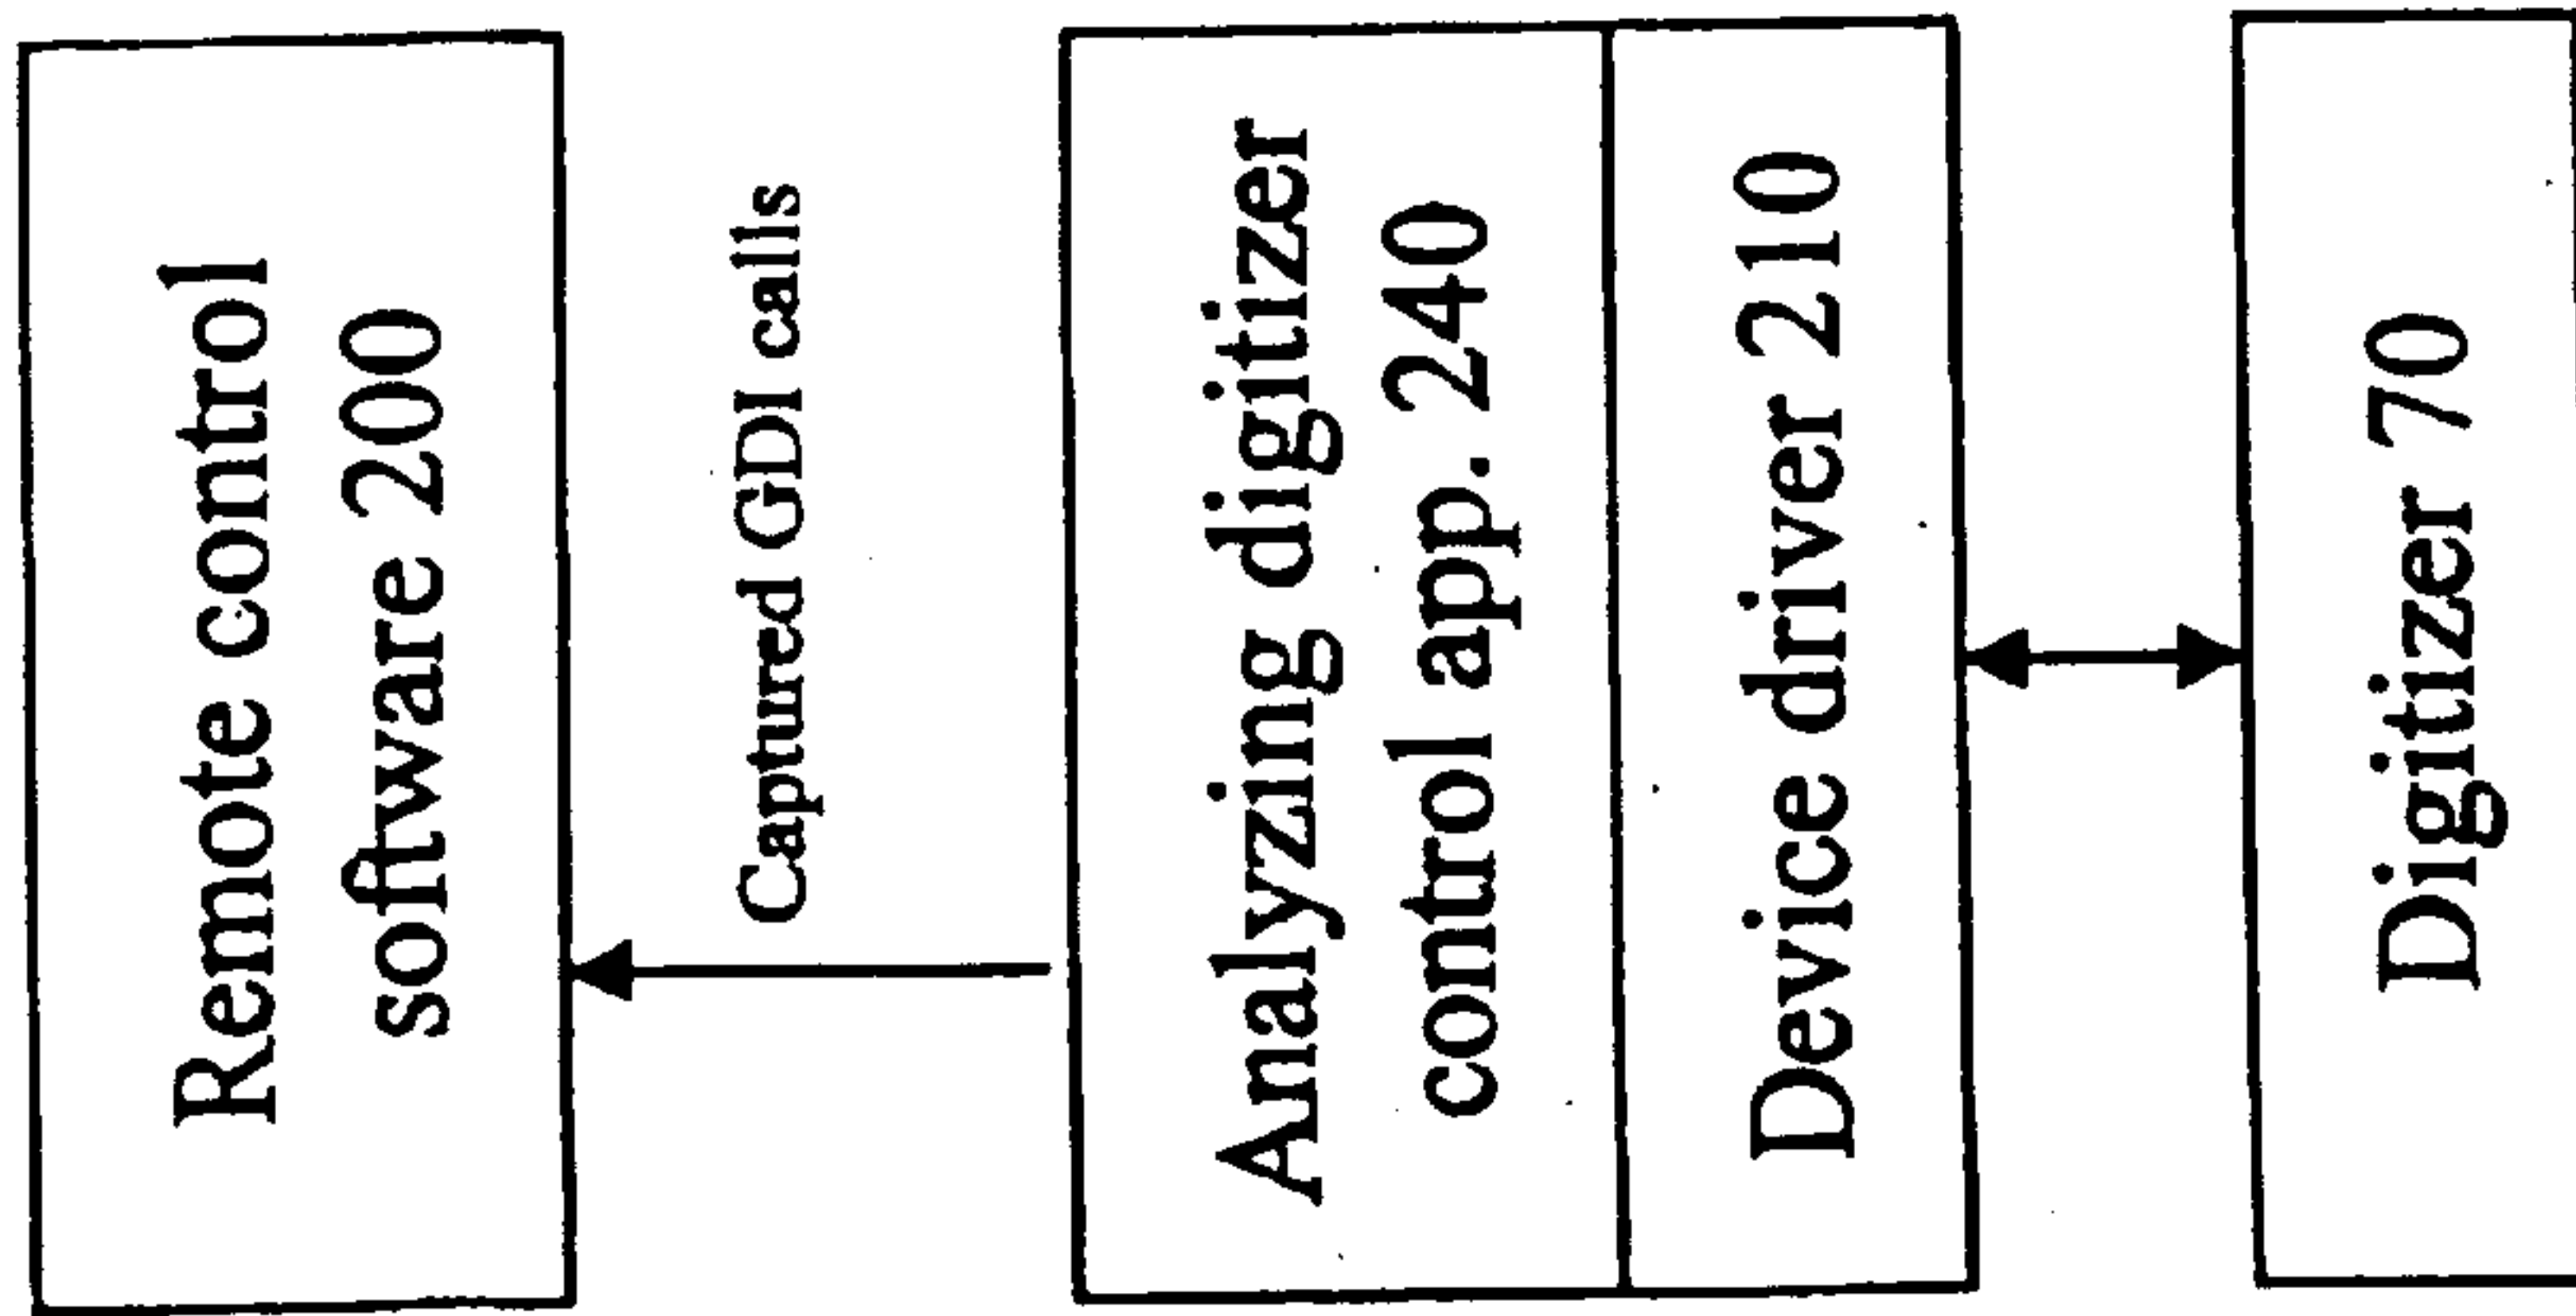 Remote control
software 200
Captured GDI calls
Analyzing digitizer
control app. 240
Device driver 210
Digitizer 70